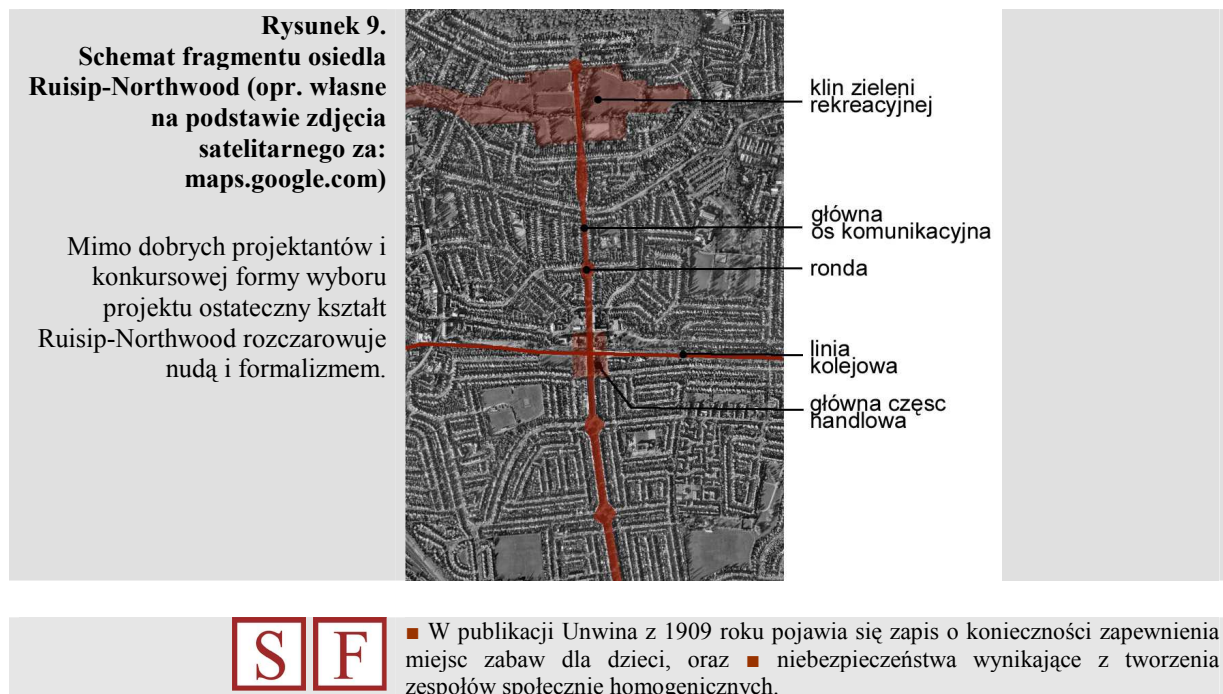 Rysunek 9.
Schemat fragmentu osiedla
Ruisip-Northwood (opr. własne
na podstawie zdjęcia
satelitarnego za:
maps.google.com)
Mimo dobrych projektantów i
konkursowej formy wyboru
projektu ostateczny kształt
Ruisip-Northwood rozczarowuje
nudą i formalizmem.
klin zieleni
rekreacyjnej
główna
os komunikacyjna
ronda
linia
kolejowa
główna częsc
handlowa
S F
■ W publikacji Unwina z 1909 roku pojawia się zapis o konieczności zapewnienia
miejsc zabaw dla dzieci, oraz ■ niebezpieczeństwa wynikające z tworzenia
zespołów społecznie homogenicznych.